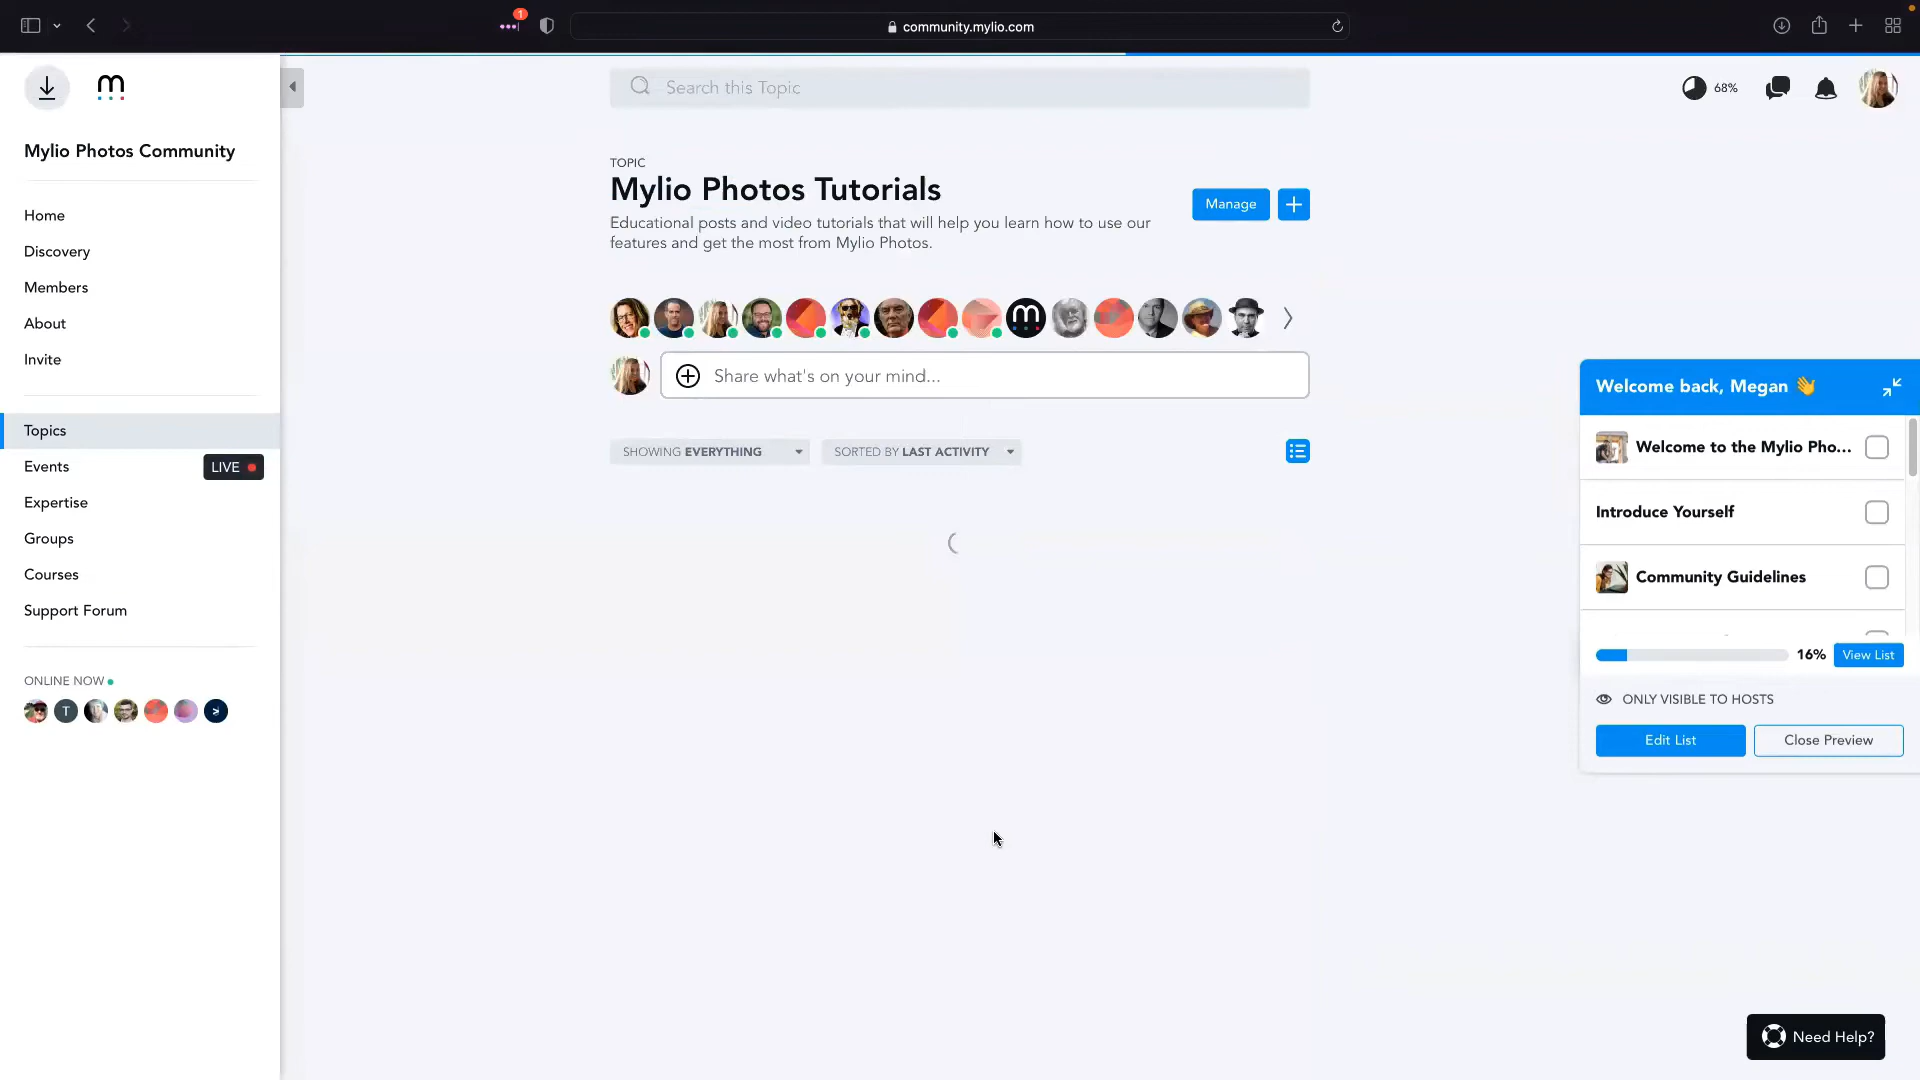 1
community.mylio.com
m
Search this Topic
68%
Mylio Photos Community
Home
Discovery
Members
About
Invite
Topics
Events
LIVE
Expertise
Groups
Courses
Support Forum
ONLINE NOW
T
TOPIC
Mylio Photos Tutorials
Educational posts and video tutorials that will help you learn how to use our
features and get the most from Mylio Photos.
Manage
m
Share what's on your mind...
SHOWING EVERYTHING
SORTED BY LAST ACTIVITY
Welcome back, Megan 👋
Welcome to the Mylio Pho...
Introduce Yourself
Community Guidelines
16%
View List
ONLY VISIBLE TO HOSTS
Edit List
Close Preview
Need Help?